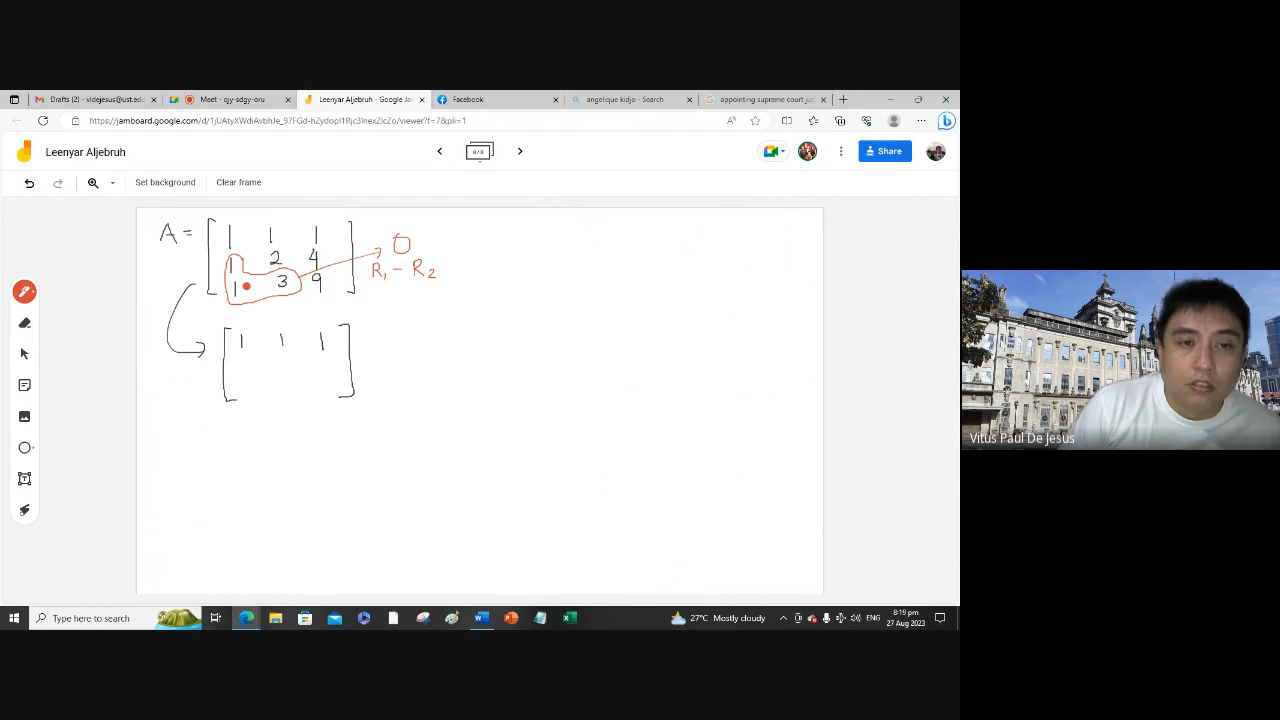 Drafts (2) - videjesus@ust.edu.
Meet - qjy-sdgy-oru
Leenyar Aljebruh - Google Jam
Facebook
angelique kidjo - Search
appointing supreme court jus
Leenyar Aljebruh
8/8
Share
Set background
Clear frame
A = 1 1 1
1 2 4
1 3 9
0
R₁ - R₂
1 1 1
Vitus Paul De Jesus
Type here to search
27°C Mostly cloudy
ENG
8:19 pm
27 Aug 2023